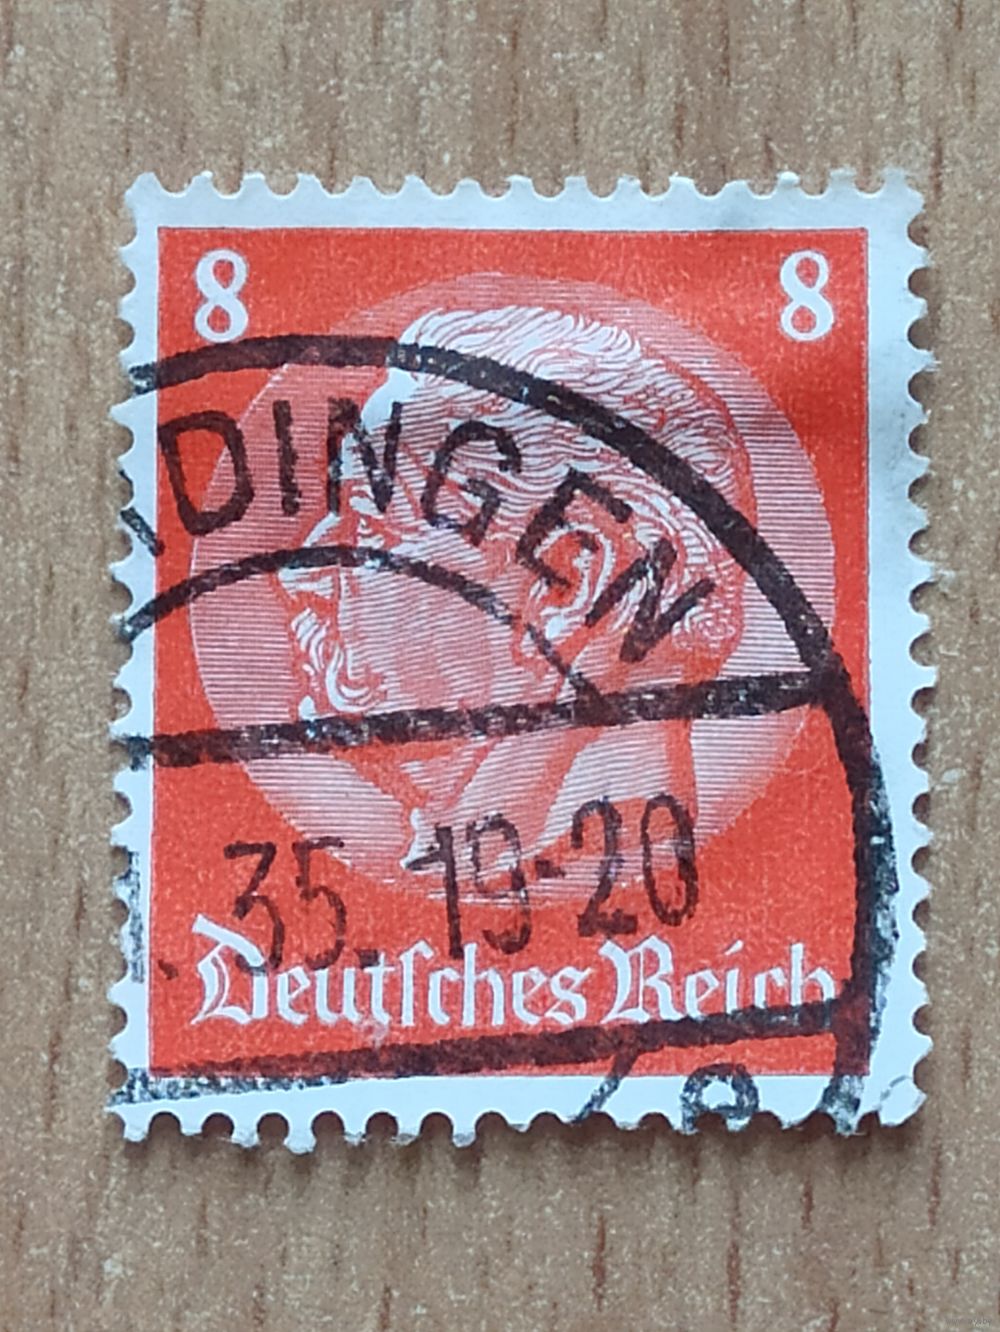 8 8
DINGEN
. 35. 19-20
Deutſches Reich